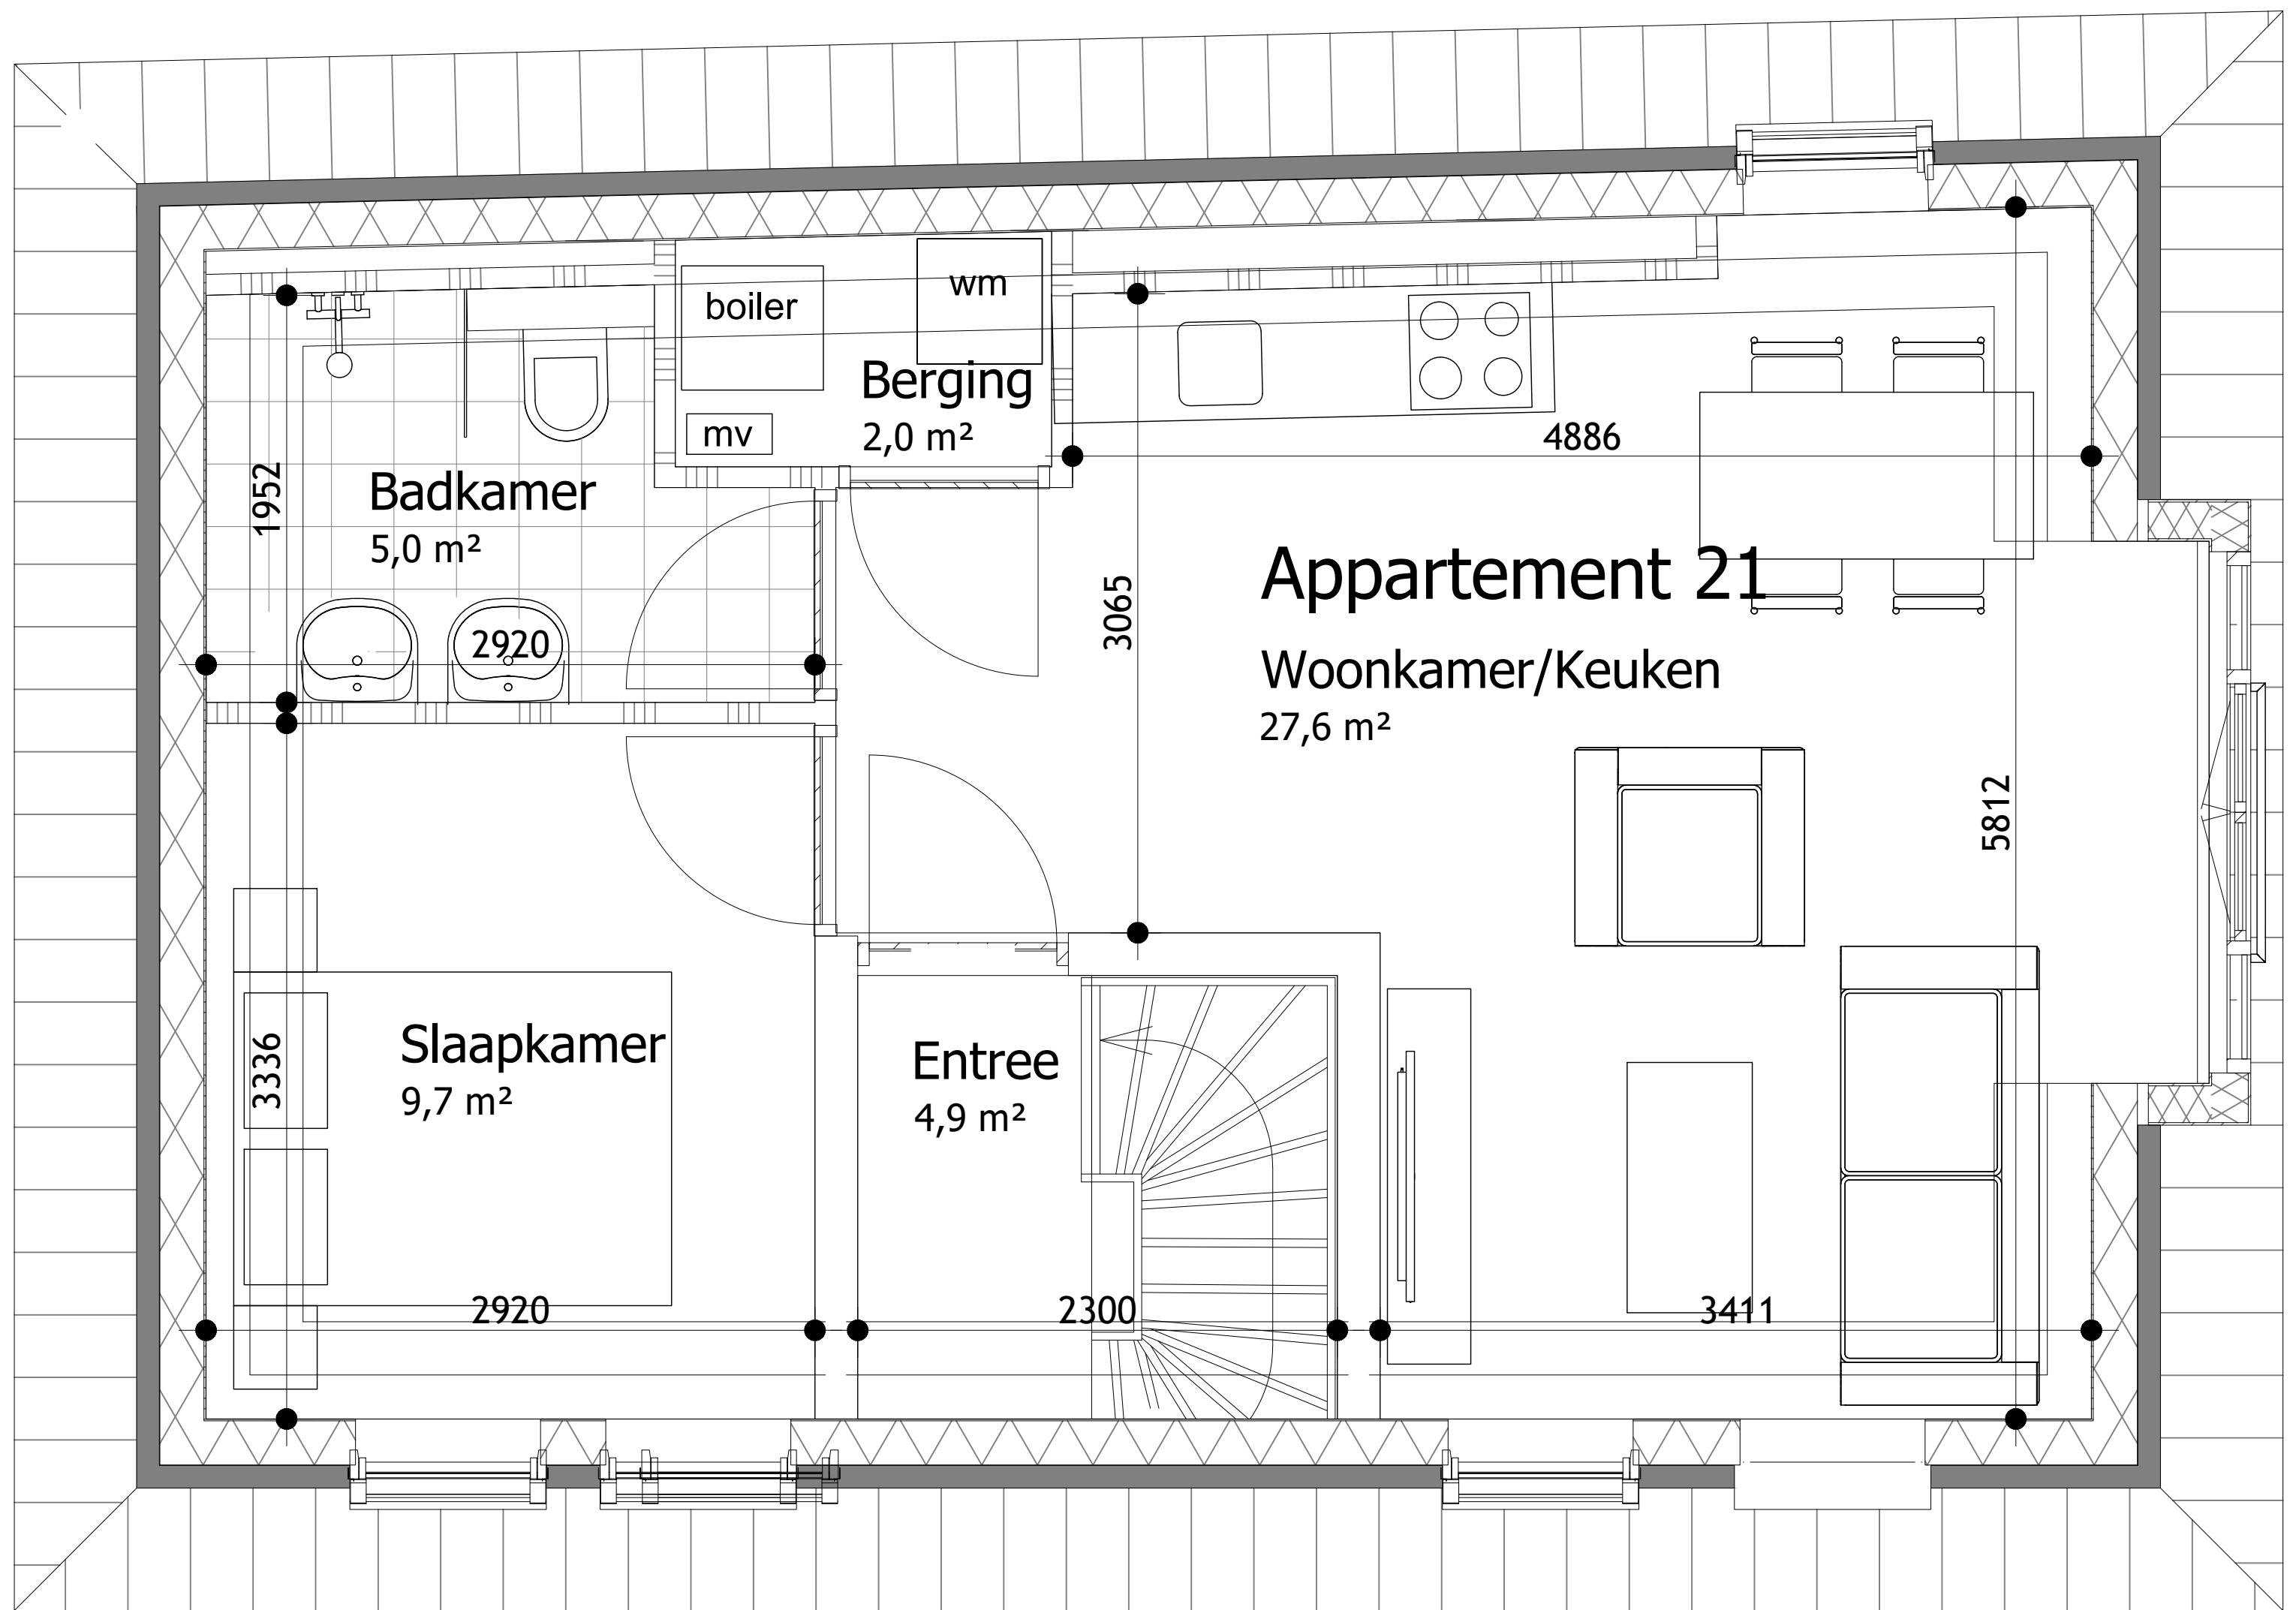 wm
boiler
Berging
2,0 m²
mv
4886
Badkamer
5,0 m²
1952
Appartement 21
3065
2920
Woonkamer/Keuken
27,6 m²
5812
Slaapkamer
9,7 m²
3336
Entree
4,9 m²
2920
2300
3411